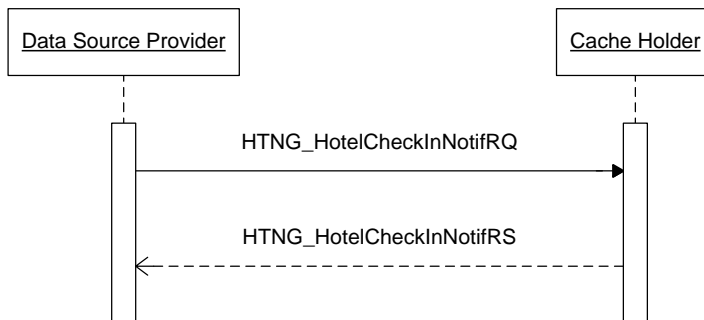 Data Source Provider
Cache Holder
HTNG_HotelCheckInNotifRQ
HTNG_HotelCheckInNotifRS